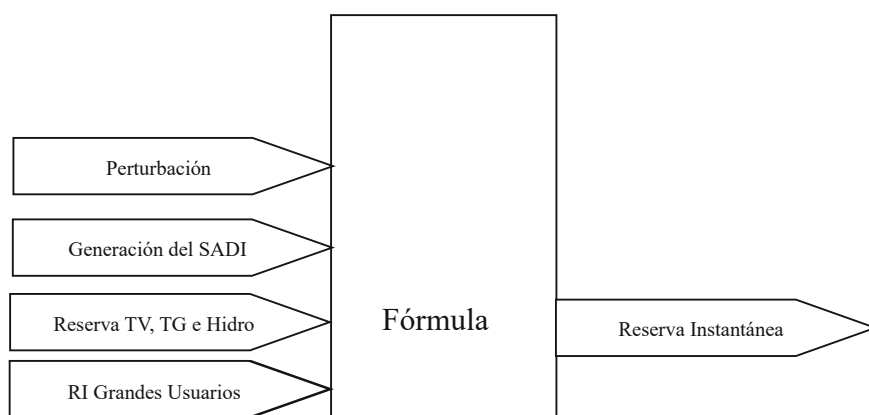 Perturbación
Generación del SADI
Reserva TV, TG e Hidro
Fórmula
Reserva Instantánea
RI Grandes Usuarios